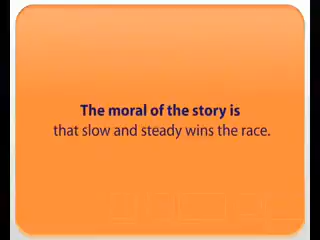 The moral of the story is
that slow and steady wins the race.